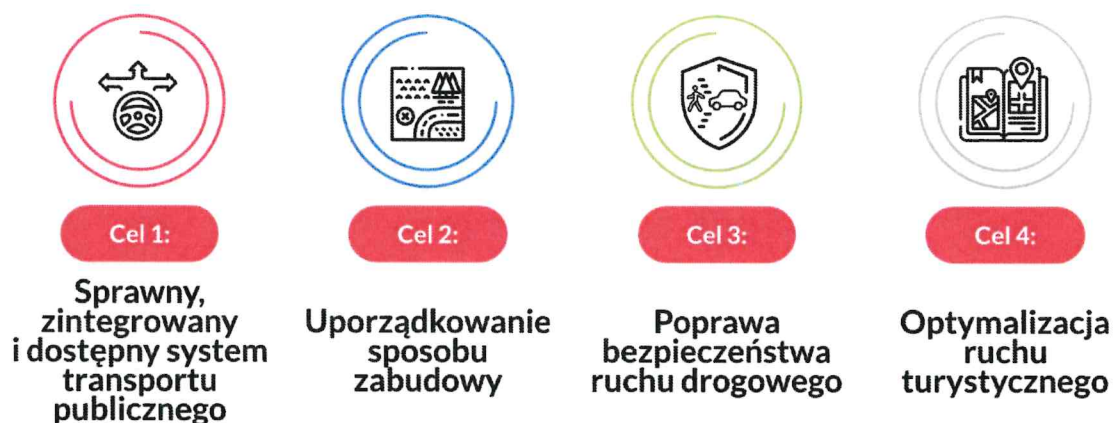 Cel 1:
Sprawny,
zintegrowany
i dostępny system
transportu
publicznego
Cel 2:
Uporządkowanie
sposobu
zabudowy
Cel 3:
Poprawa
bezpieczeństwa
ruchu drogowego
Cel 4:
Optymalizacja
ruchu
turystycznego